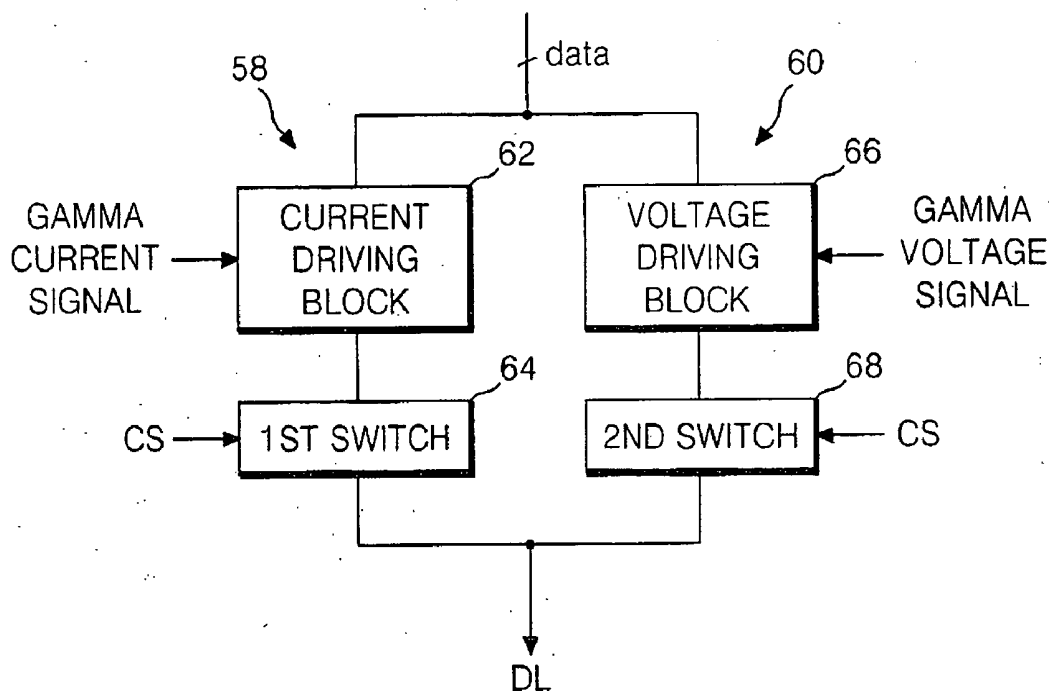 data
58
60
62
66
GAMMA
CURRENT
SIGNAL
CURRENT
DRIVING
BLOCK
VOLTAGE
DRIVING
BLOCK
GAMMA
VOLTAGE
SIGNAL
64
68
CS
1ST SWITCH
2ND SWITCH
CS
DL